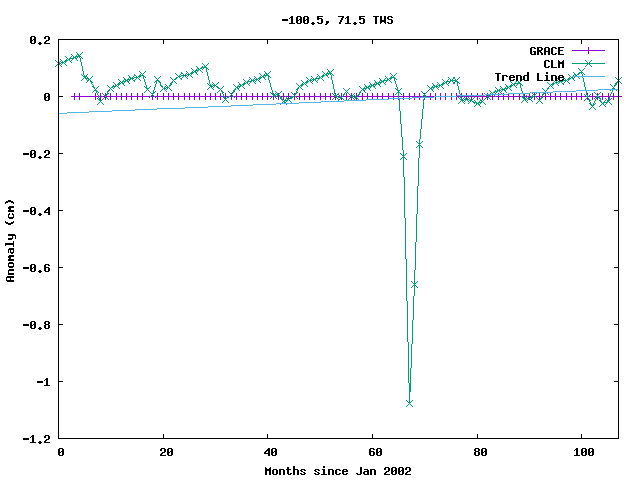 -100.5, 71.5 TWS
GRACE
CLM
Trend Line
0.2
0
-0.2
-0.4
-0.6
-0.8
-1
-1.2
Anomaly (cm)
0 20 40 60 80 100
Months since Jan 2002